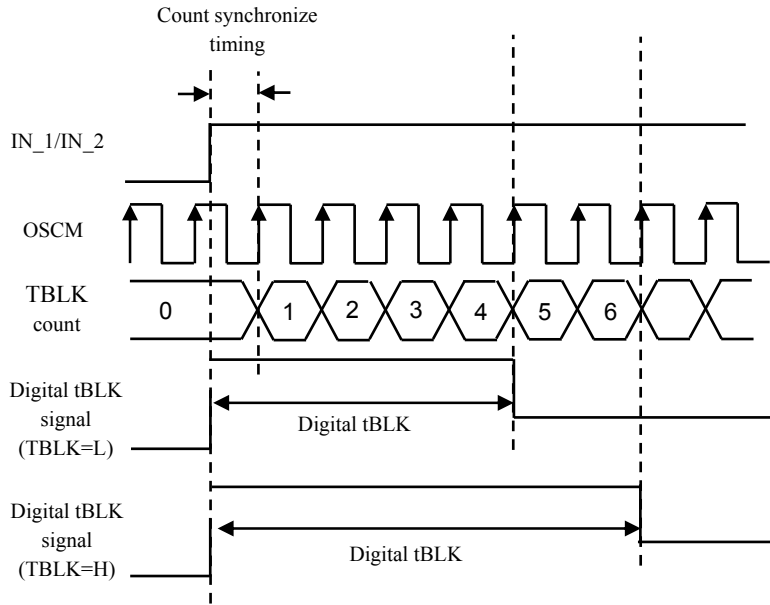 Count synchronize
timing
IN_1/IN_2
OSCM
TBLK
count
0
1
2
3
4
5
6
Digital tBLK
signal
(TBLK=L)
Digital tBLK
Digital tBLK
signal
(TBLK=H)
Digital tBLK